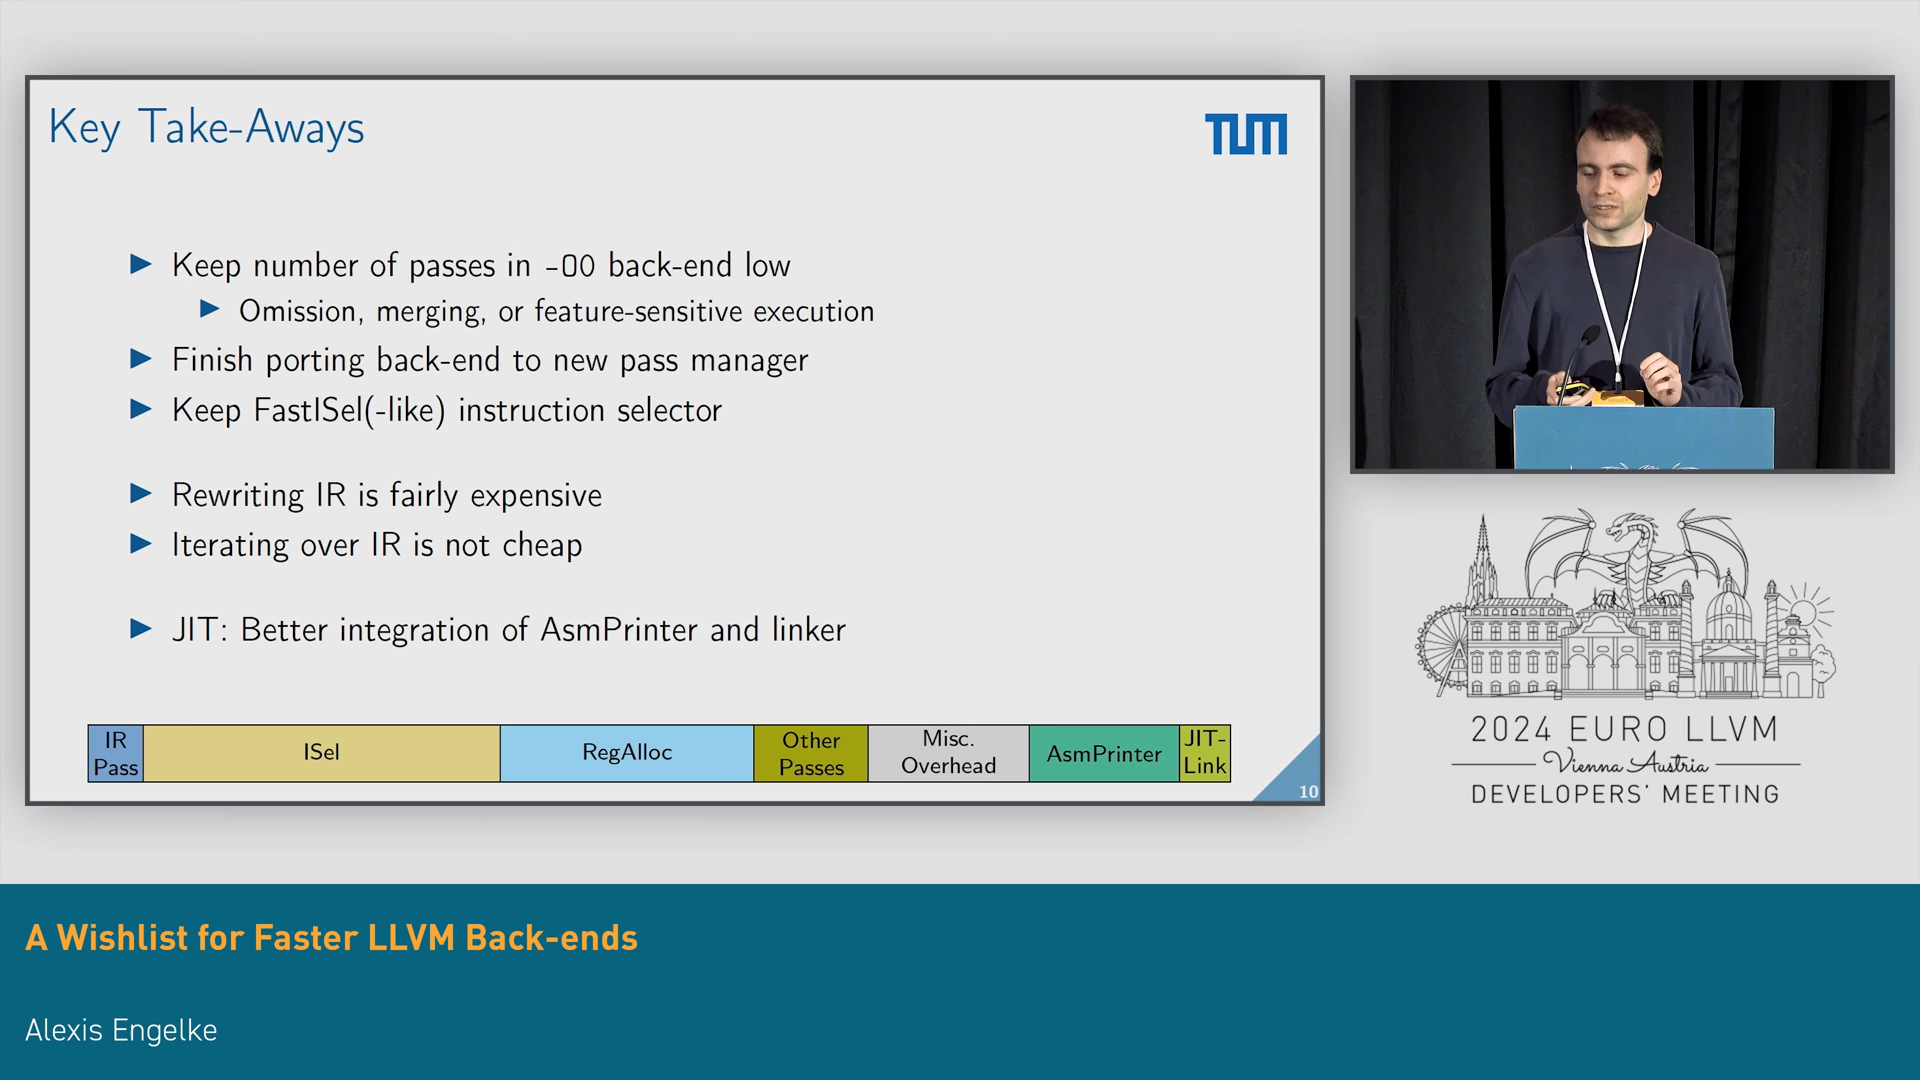 Key Take-Aways
TUM
Keep number of passes in -O0 back-end low
Omission, merging, or feature-sensitive execution
Finish porting back-end to new pass manager
Keep FastISel(-like) instruction selector
Rewriting IR is fairly expensive
Iterating over IR is not cheap
JIT: Better integration of AsmPrinter and linker
IR
Pass
ISel
RegAlloc
Other
Passes
Misc.
Overhead
AsmPrinter
JIT-
Link
10
2024 EURO LLVM
Vienna Austria
DEVELOPERS' MEETING
A Wishlist for Faster LLVM Back-ends
Alexis Engelke